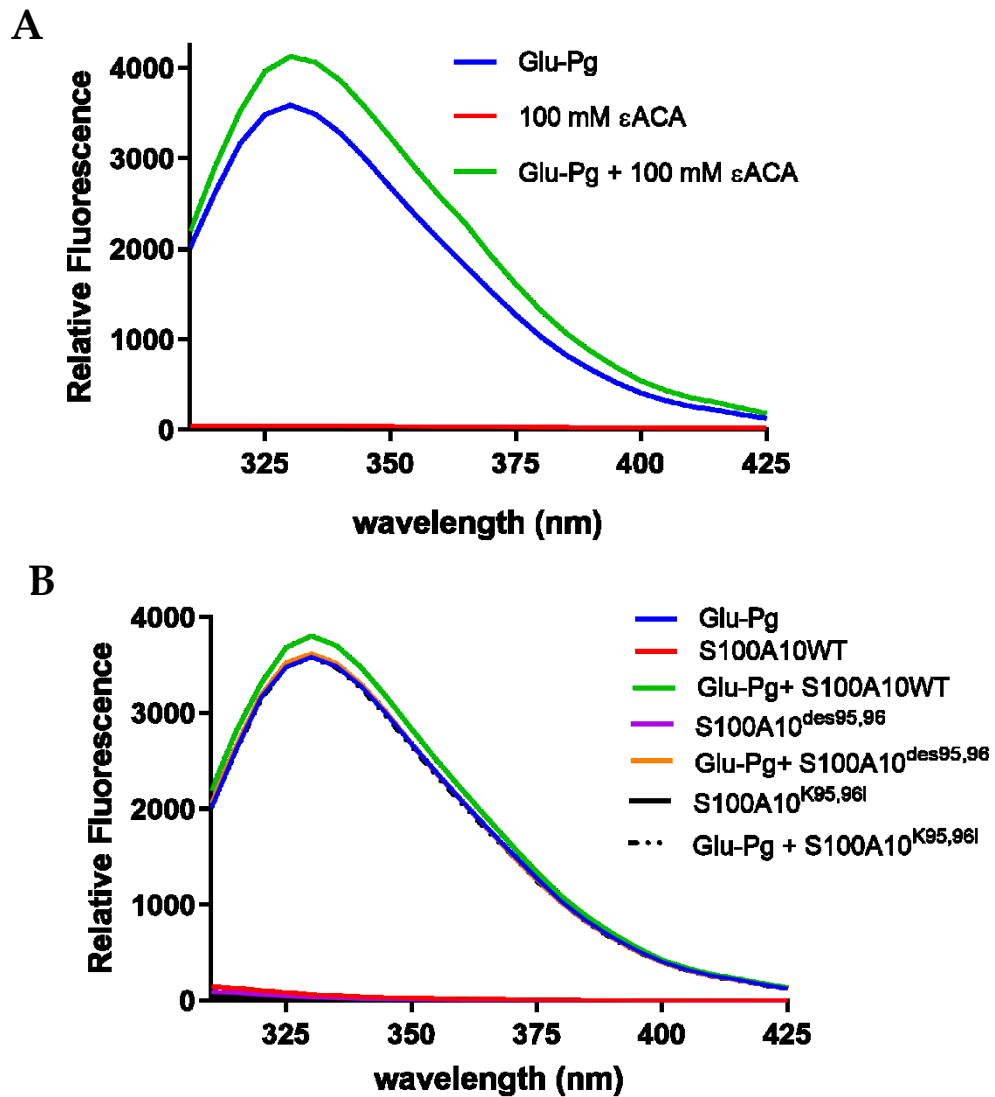 A
Relative Fluorescence
4000
3000
2000
1000
0
325
350
375
400
425
wavelength (nm)
Glu-Pg
100 mM εACA
Glu-Pg + 100 mM εACA
B
Relative Fluorescence
4000
3000
2000
1000
0
325
350
375
400
425
wavelength (nm)
Glu-Pg
S100A10WT
Glu-Pg+ S100A10WT
S100A10des95,96
Glu-Pg+ S100A10des95,96
S100A10K95,96I
Glu-Pg + S100A10K95,96I